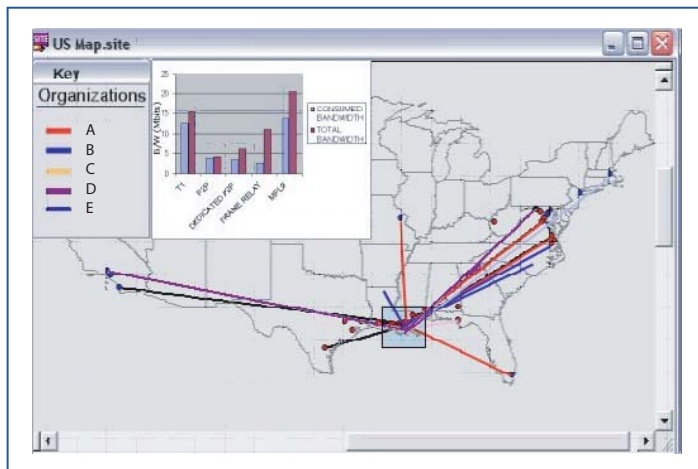 US Map.site
Key
Organizations
A
B
C
D
E
25
20
15
10
5
0
B/W (Mbits)
T1
P2P
DEDICATED P2P
FRAME RELAY
MPLS
CONSUMED
BANDWIDTH
TOTAL
BANDWIDTH